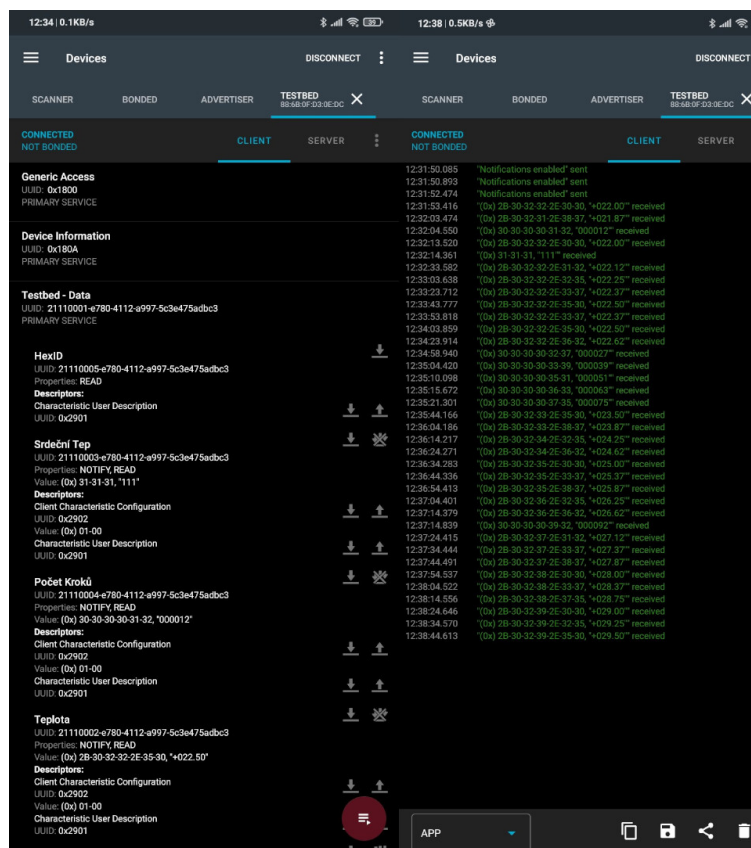 12:34 | 0.1KB/s
59
Devices
DISCONNECT
SCANNER
BONDED
ADVERTISER
TESTBED
88:6B:0F:D3:0E:DC
CONNECTED
NOT BONDED
CLIENT
SERVER
Generic Access
UUID: 0x1800
PRIMARY SERVICE
Device Information
UUID: 0x180A
PRIMARY SERVICE
Testbed - Data
UUID: 21110001-e780-4112-a997-5c3e475adbc3
PRIMARY SERVICE
HexID
UUID: 21110005-e780-4112-a997-5c3e475adbc3
Properties: READ
Descriptors:
Characteristic User Description
UUID: 0x2901
Srdeční Tep
UUID: 21110003-e780-4112-a997-5c3e475adbc3
Properties: NOTIFY, READ
Value: (0x) 31-31-31, "111"
Descriptors:
Client Characteristic Configuration
UUID: 0x2902
Value: (0x) 01-00
Characteristic User Description
UUID: 0x2901
Počet Kroků
UUID: 21110004-e780-4112-a997-5c3e475adbc3
Properties: NOTIFY, READ
Value: (0x) 30-30-30-30-31-32, "000012"
Descriptors:
Client Characteristic Configuration
UUID: 0x2902
Value: (0x) 01-00
Characteristic User Description
UUID: 0x2901
Teplota
UUID: 21110002-e780-4112-a997-5c3e475adbc3
Properties: NOTIFY, READ
Value: (0x) 2B-30-32-32-2E-35-30, "+022.50"
Descriptors:
Client Characteristic Configuration
UUID: 0x2902
Value: (0x) 01-00
Characteristic User Description
UUID: 0x2901
12:38 | 0.5KB/s
Devices
DISCONNECT
SCANNER
BONDED
ADVERTISER
TESTBED
88:6B:0F:D3:0E:DC
CONNECTED
NOT BONDED
CLIENT
SERVER
12:31:50.085 "Notifications enabled" sent
12:31:50.893 "Notifications enabled" sent
12:31:52.474 "Notifications enabled" sent
12:31:53.416 "(0x) 2B-30-32-32-2E-30-30, "+022.00"" received
12:32:03.474 "(0x) 2B-30-32-31-2E-38-37, "+021.87"" received
12:32:04.550 "(0x) 30-30-30-30-31-32, "000012"" received
12:32:13.520 "(0x) 2B-30-32-32-2E-30-30, "+022.00"" received
12:32:14.361 "(0x) 31-31-31, "111"" received
12:32:33.582 "(0x) 2B-30-32-32-2E-31-32, "+022.12"" received
12:33:03.638 "(0x) 2B-30-32-32-2E-32-35, "+022.25"" received
12:33:23.712 "(0x) 2B-30-32-32-2E-33-37, "+022.37"" received
12:33:43.777 "(0x) 2B-30-32-32-2E-35-30, "+022.50"" received
12:33:53.818 "(0x) 2B-30-32-32-2E-33-37, "+022.37"" received
12:34:03.859 "(0x) 2B-30-32-32-2E-35-30, "+022.50"" received
12:34:23.914 "(0x) 2B-30-32-32-2E-36-32, "+022.62"" received
12:34:58.940 "(0x) 30-30-30-30-32-37, "000027"" received
12:35:04.420 "(0x) 30-30-30-30-33-39, "000039"" received
12:35:10.098 "(0x) 30-30-30-30-35-31, "000051"" received
12:35:15.672 "(0x) 30-30-30-30-36-33, "000063"" received
12:35:21.301 "(0x) 30-30-30-30-37-35, "000075"" received
12:35:44.166 "(0x) 2B-30-32-33-2E-35-30, "+023.50"" received
12:36:04.186 "(0x) 2B-30-32-33-2E-38-37, "+023.87"" received
12:36:14.217 "(0x) 2B-30-32-34-2E-32-35, "+024.25"" received
12:36:24.271 "(0x) 2B-30-32-34-2E-36-32, "+024.62"" received
12:36:34.283 "(0x) 2B-30-32-35-2E-30-30, "+025.00"" received
12:36:44.336 "(0x) 2B-30-32-35-2E-33-37, "+025.37"" received
12:36:54.413 "(0x) 2B-30-32-35-2E-38-37, "+025.87"" received
12:37:04.401 "(0x) 2B-30-32-36-2E-32-35, "+026.25"" received
12:37:14.379 "(0x) 2B-30-32-36-2E-36-32, "+026.62"" received
12:37:14.839 "(0x) 30-30-30-30-39-32, "000092"" received
12:37:24.415 "(0x) 2B-30-32-37-2E-31-32, "+027.12"" received
12:37:34.444 "(0x) 2B-30-32-37-2E-33-37, "+027.37"" received
12:37:44.491 "(0x) 2B-30-32-37-2E-38-37, "+027.87"" received
12:37:54.537 "(0x) 2B-30-32-38-2E-30-30, "+028.00"" received
12:38:04.522 "(0x) 2B-30-32-38-2E-33-37, "+028.37"" received
12:38:14.556 "(0x) 2B-30-32-38-2E-37-35, "+028.75"" received
12:38:24.646 "(0x) 2B-30-32-39-2E-30-30, "+029.00"" received
12:38:34.570 "(0x) 2B-30-32-39-2E-32-35, "+029.25"" received
12:38:44.613 "(0x) 2B-30-32-39-2E-35-30, "+029.50"" received
APP